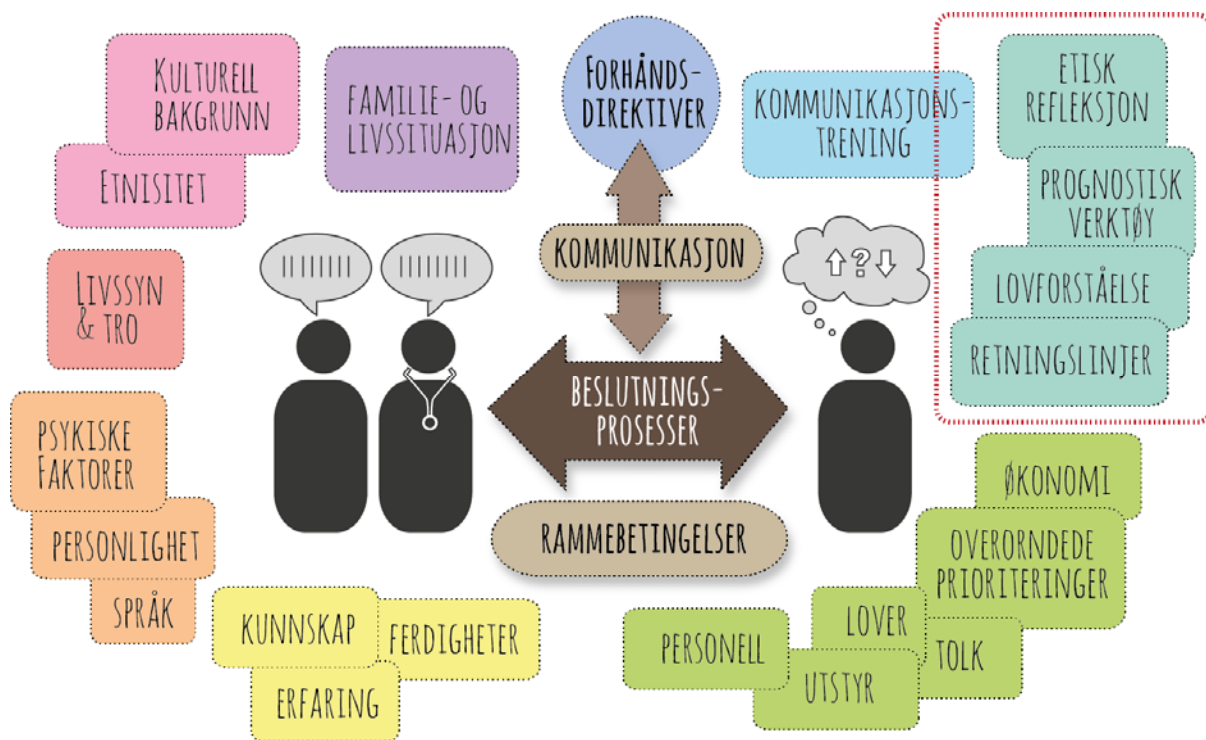 KULTURELL
BAKGRUNN
ETNISITET
FAMILIE- OG
LIVSSITUASJON
FORHÅNDS-
DIREKTIVER
KOMMUNIKASJONS-
TRENING
ETISK
REFLEKSJON
PROGNOSTISK
VERKTØY
LOVFORSTÅELSE
RETNINGSLINJER
KOMMUNIKASJON
?
LIVSSYN
& TRO
BESLUTNINGS-
PROSESSER
RAMMEBETINGELSER
PSYKISKE
FAKTORER
PERSONLIGHET
SPRÅK
KUNNSKAP
FERDIGHETER
ERFARING
ØKONOMI
OVERORNDEDE
PRIORITERINGER
LOVER
TOLK
PERSONELL
UTSTYR